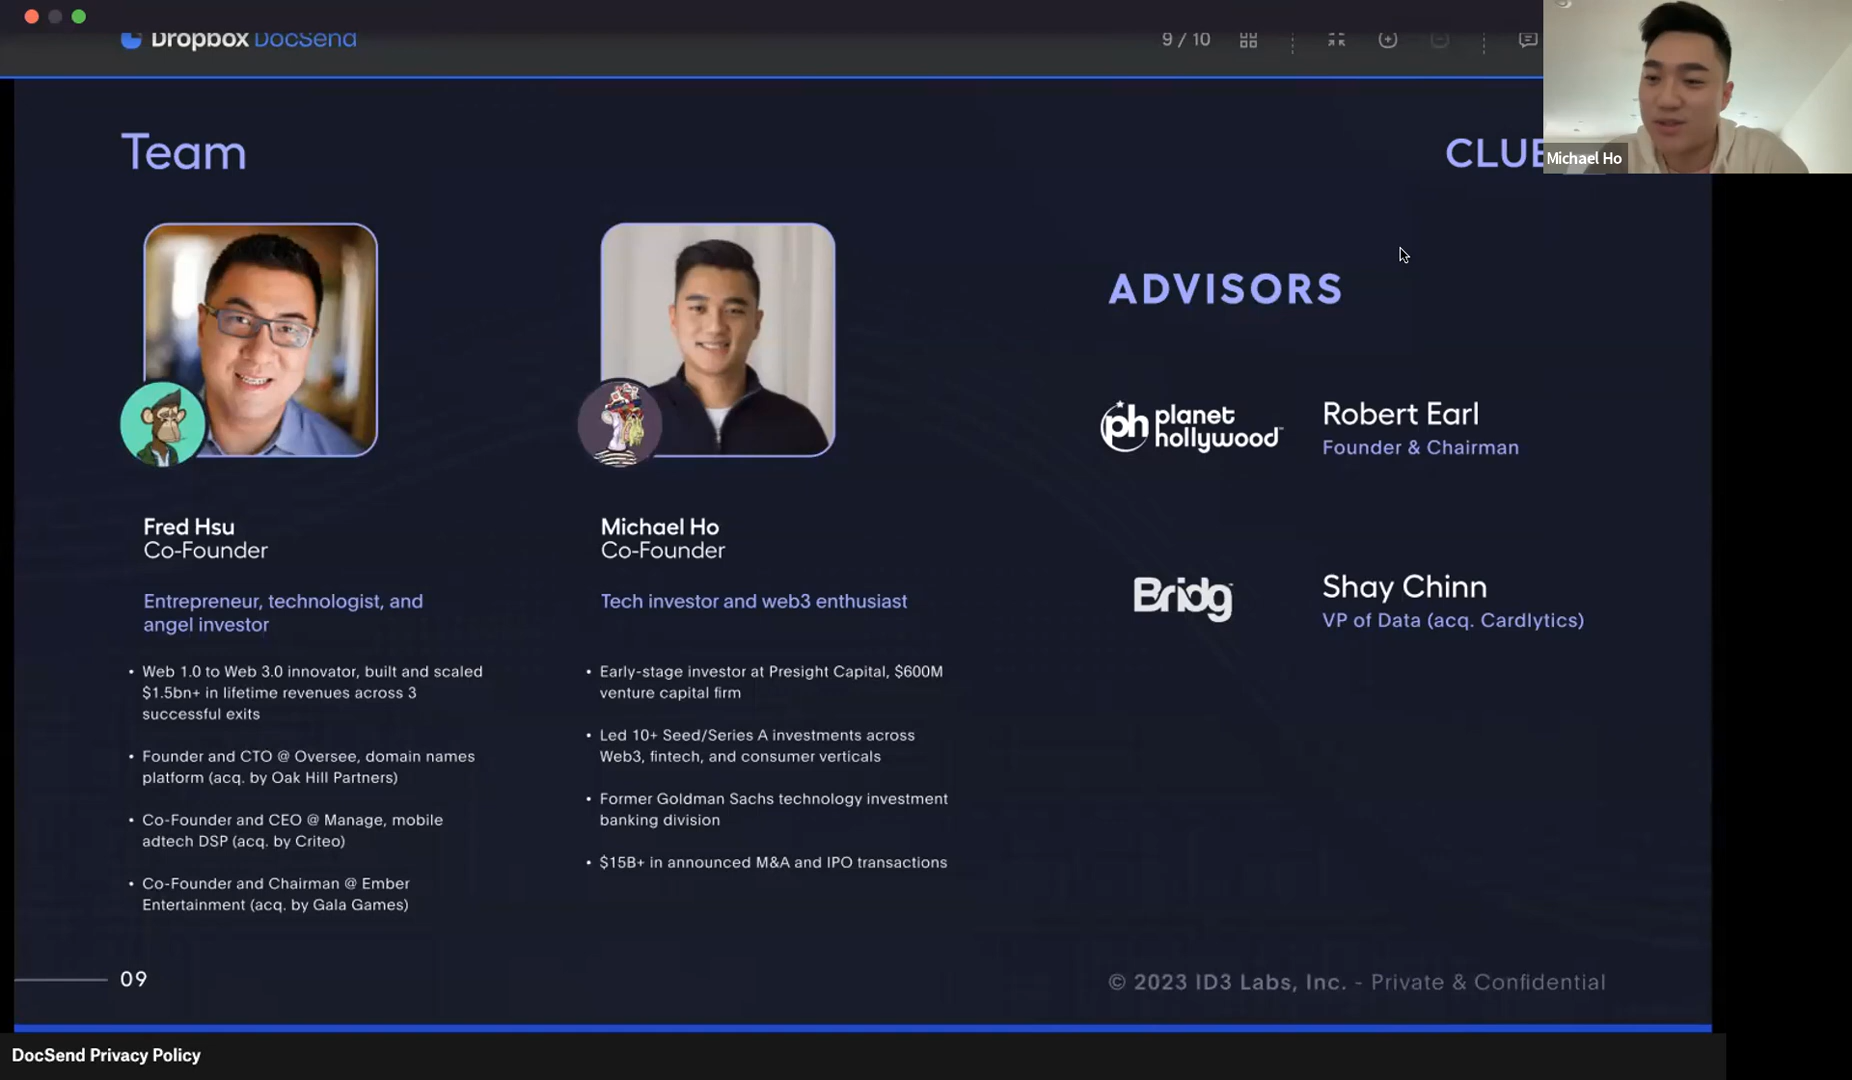 Dropbox DocSend
9 / 10
Michael Ho
Team
ADVISORS
planet
hollywood
Robert Earl
Founder & Chairman
Fred Hsu
Co-Founder
Michael Ho
Co-Founder
Bridg
Shay Chinn
VP of Data (acq. Cardlytics)
Entrepreneur, technologist, and
angel investor
Tech investor and web3 enthusiast
• Web 1.0 to Web 3.0 innovator, built and scaled
$1.5bn+ in lifetime revenues across 3
successful exits
• Founder and CTO @ Oversee, domain names
platform (acq. by Oak Hill Partners)
• Co-Founder and CEO @ Manage, mobile
adtech DSP (acq. by Criteo)
• Co-Founder and Chairman @ Ember
Entertainment (acq. by Gala Games)
• Early-stage investor at Presight Capital, $600M
venture capital firm
• Led 10+ Seed/Series A investments across
Web3, fintech, and consumer verticals
• Former Goldman Sachs technology investment
banking division
• $15B+ in announced M&A and IPO transactions
09
© 2023 ID3 Labs, Inc. - Private & Confidential
DocSend Privacy Policy